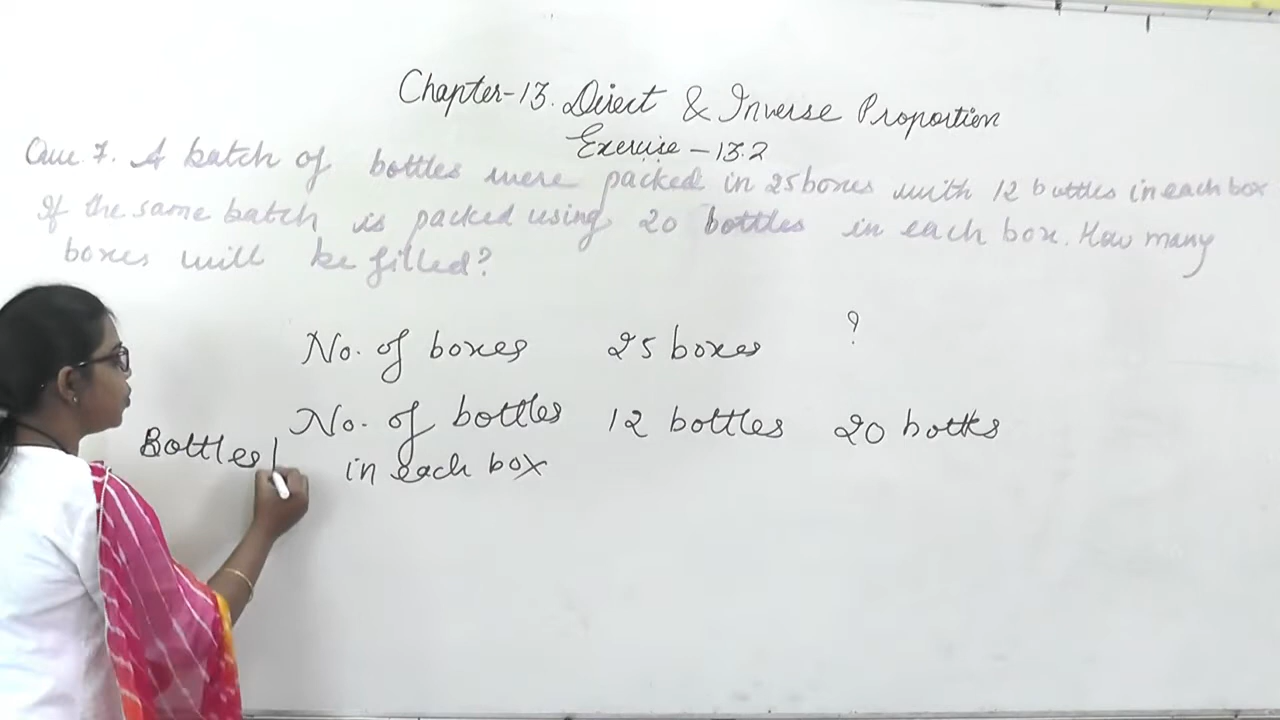 Chapter-13. Direct & Inverse Proportion
Exercise - 13.2
Que 7. A batch of bottles were packed in 25 boxes with 12 bottles in each box
If the same batch is packed using 20 bottles in each box. How many
boxes will be filled?
No. of boxes 25 boxes ?
No. of bottles 12 bottles 20 bottles
in each box
Bottles